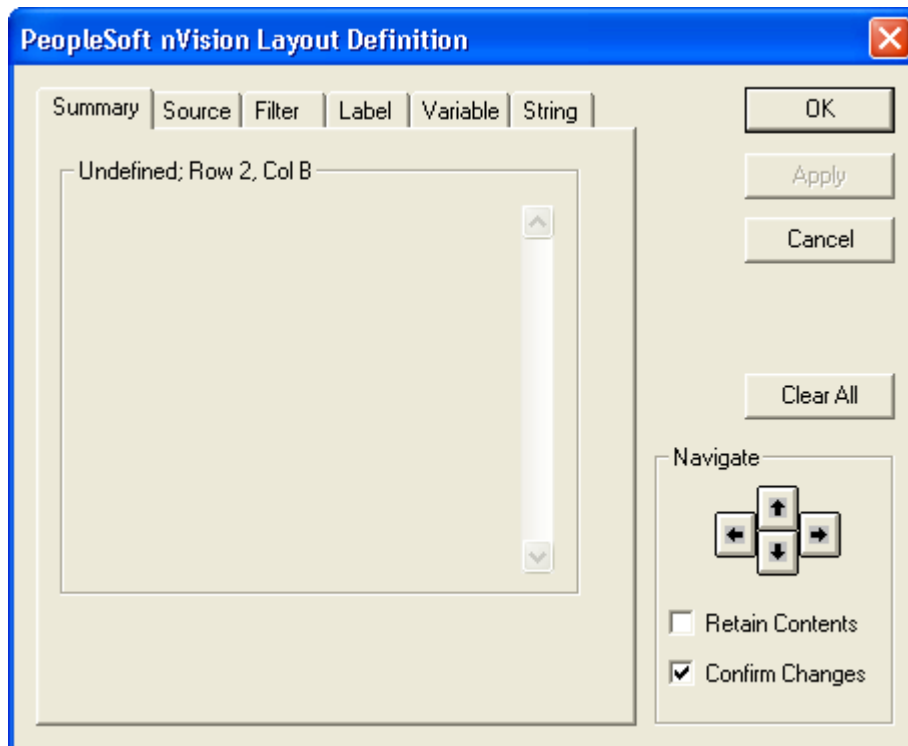 PeopleSoft nVision Layout Definition
Summary Source Filter Label Variable String
OK
Undefined; Row 2, Col B
Apply
Cancel
Clear All
Navigate
Retain Contents
Confirm Changes